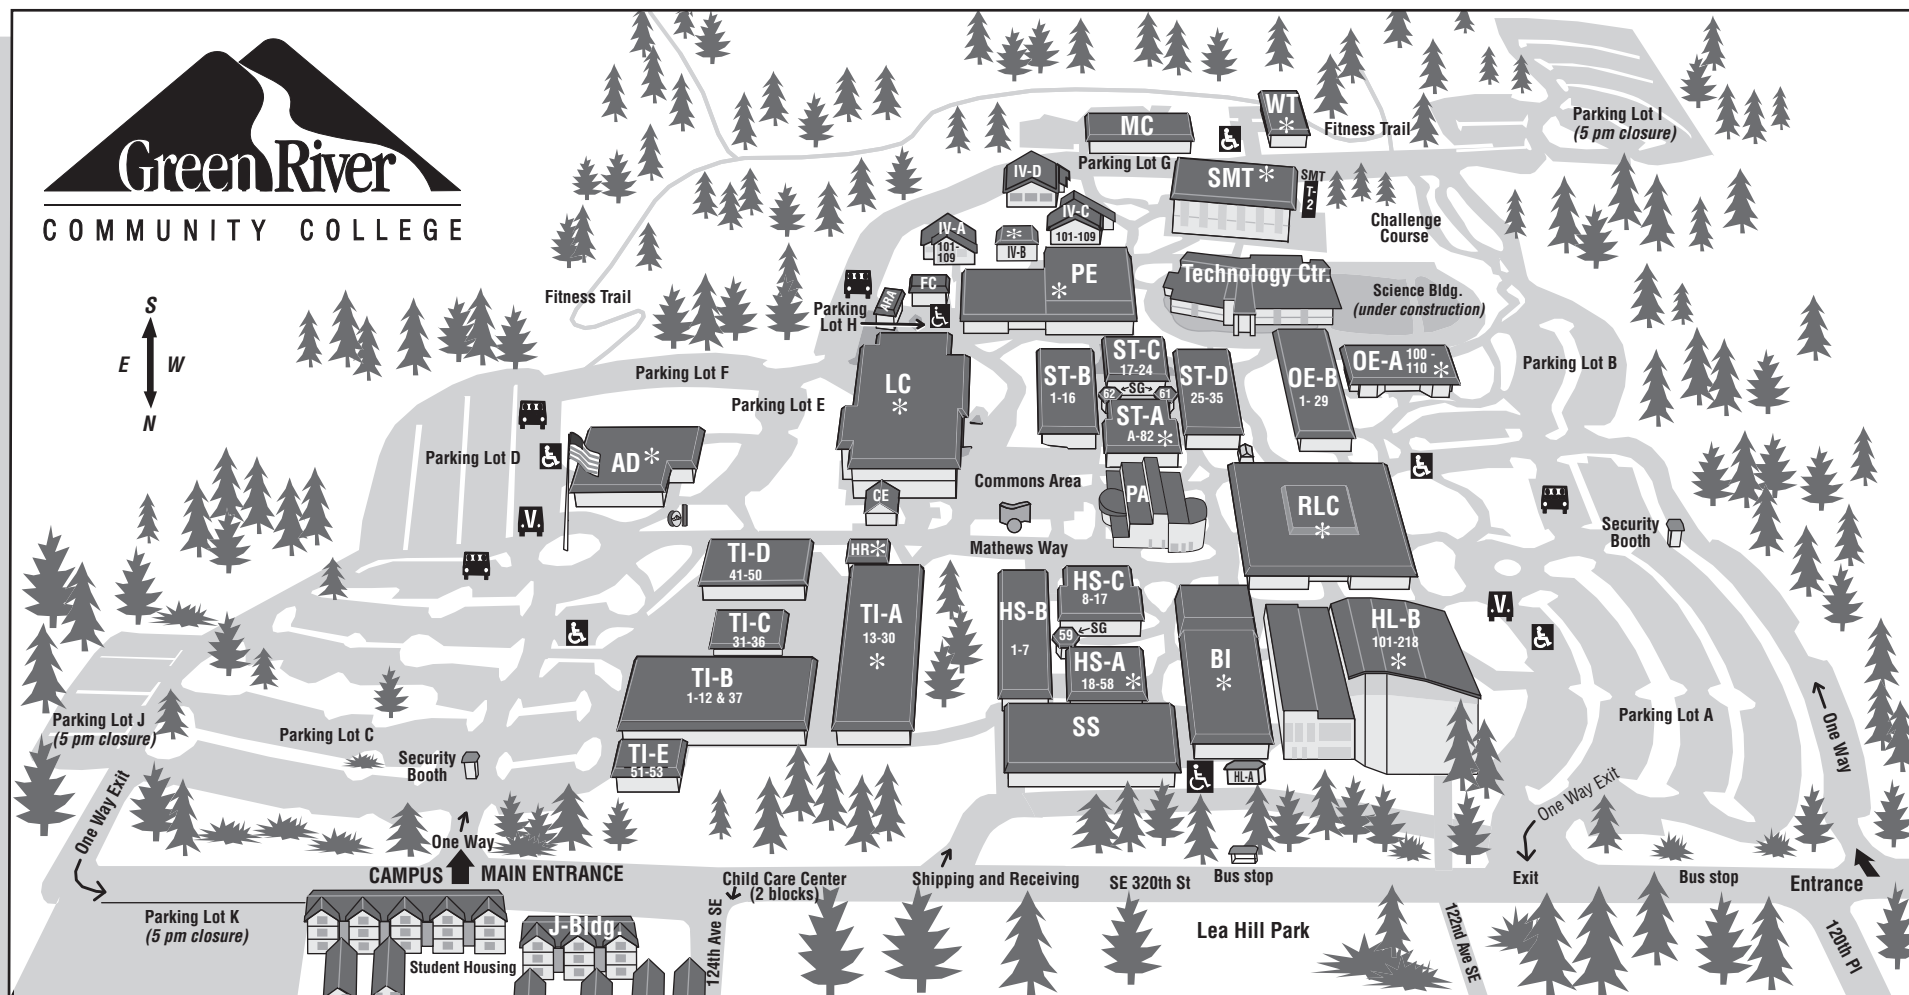 Green River
COMMUNITY COLLEGE
S
E W
N
WT
*
MC
Fitness Trail
Parking Lot I
(5 pm closure)
Parking Lot G
IV-D
SMT *
SMT
T-
2
IV-C
101-109
IV-A
101-
109
*
IV-B
Challenge
Course
PE
*
Technology Ctr.
Science Bldg.
(under construction)
Fitness Trail
FC
ARA
Parking
Lot H
Parking Lot F
Parking Lot E
LC
*
ST-B
1-16
ST-C
17-24
62
SG
61
ST-A
A-82 *
ST-D
25-35
OE-B
1- 29
OE-A 100 -
110 *
Parking Lot B
Parking Lot D
AD *
V
CE
Commons Area
Mathews Way
PA
RLC
*
Security
Booth
TI-D
41-50
HR *
TI-C
31-36
TI-A
13-30
*
TI-B
1-12 & 37
TI-E
51-53
HS-B
1-7
HS-C
8-17
59
SG
HS-A
18-58 *
SS
BI
*
HL-B
101-218
*
V
HL-A
Parking Lot A
One Way
Parking Lot J
(5 pm closure)
Parking Lot C
Security
Booth
One Way Exit
One Way
CAMPUS MAIN ENTRANCE
Child Care Center
(2 blocks)
Shipping and Receiving
SE 320th St
Bus stop
One Way Exit
Exit
Bus stop
Entrance
Parking Lot K
(5 pm closure)
J-Bldg.
Student Housing
124th Ave SE
Lea Hill Park
122nd Ave SE
120th Pl